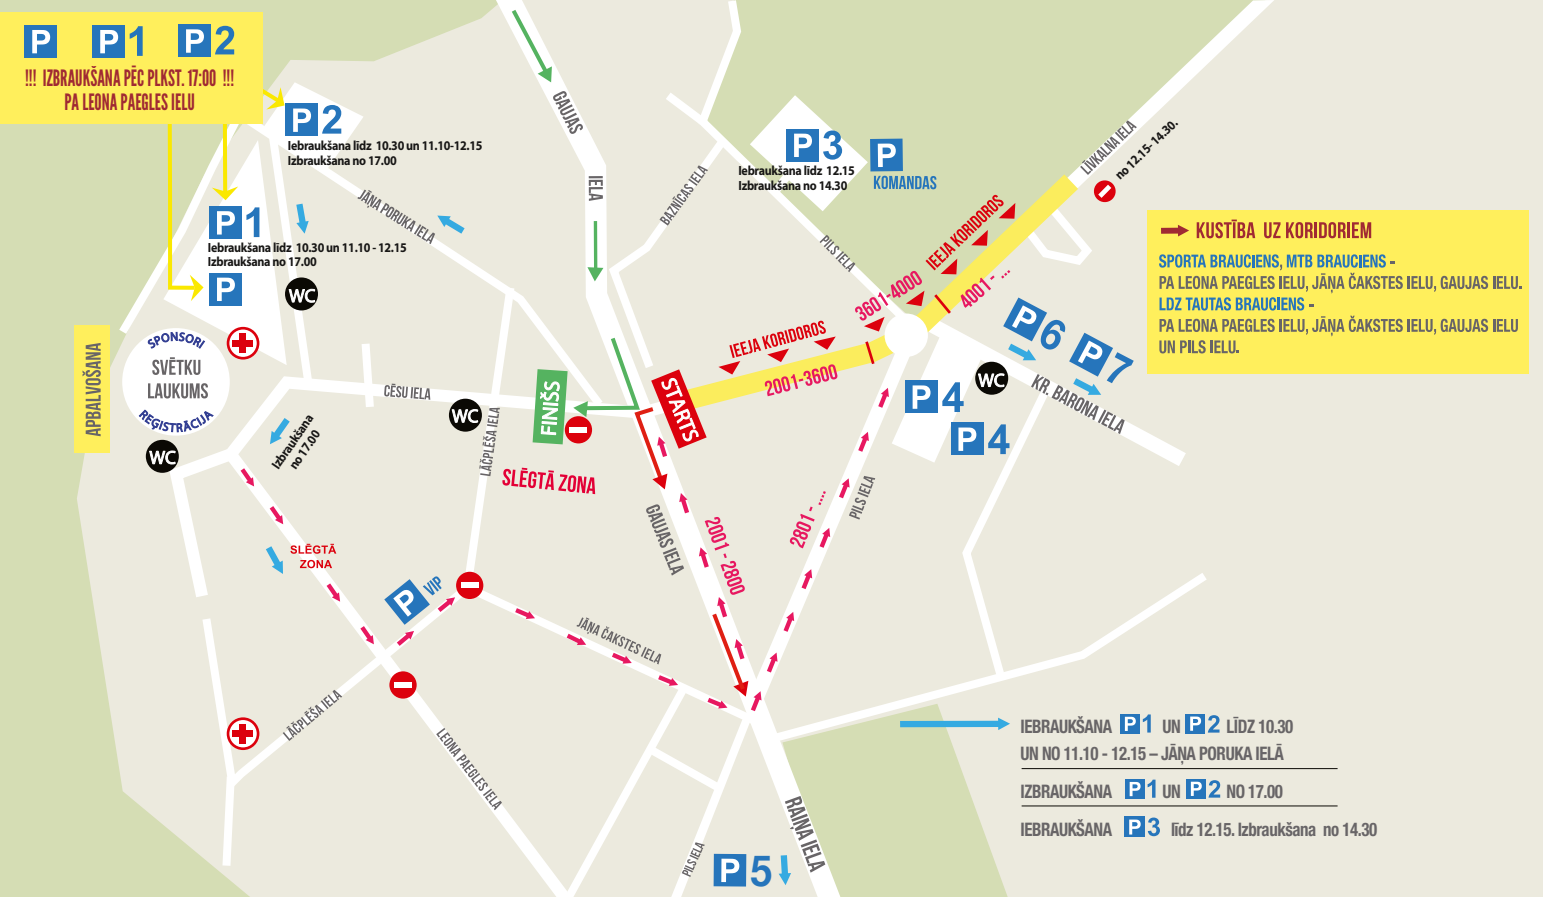 P P1 P2
!!! IZBRAUKŠANA PĒC PLKST. 17:00 !!!
PA LEONA PAEGLES IELU
P2
Iebraukšana līdz 10.30 un 11.10-12.15
Izbraukšana no 17.00
P1
Iebraukšana līdz 10.30 un 11.10 - 12.15
Izbraukšana no 17.00
P
WC
JĀŅA PORUKA IELA
GAUJAS
IELA
BAZNĪCAS IELA
P3
Iebraukšana līdz 12.15
Izbraukšana no 14.30
P
KOMANDAS
PILS IELA
LĪVKALNA IELA
no 12.15- 14.30.
IEEJA KORIDOROS
3601-4000
4001 - ...
IEEJA KORIDOROS
2001-3600
KUSTĪBA UZ KORIDORIEM
SPORTA BRAUCIENS, MTB BRAUCIENS -
PA LEONA PAEGLES IELU, JĀŅA ČAKSTES IELU, GAUJAS IELU.
LDZ TAUTAS BRAUCIENS -
PA LEONA PAEGLES IELU, JĀŅA ČAKSTES IELU, GAUJAS IELU
UN PILS IELU.
P6
P7
KR. BARONA IELA
WC
P4
P4
APBALVOŠANA
SPONSORI
SVĒTKU
LAUKUMS
REĢISTRĀCIJA
WC
CĒSU IELA
WC
LĀČPLĒŠA IELA
FINIŠS
STARTS
SLĒGTĀ ZONA
Izbraukšana
no 17.00
SLĒGTĀ
ZONA
P VIP
GAUJAS IELA
2001 - 2800
2801 - ....
PILS IELA
JĀŅA ČAKSTES IELA
LĀČPLĒŠA IELA
LEONA PAEGLES IELA
PILS IELA
RAIŅA IELA
P5
IEBRAUKŠANA P1 UN P2 LĪDZ 10.30
UN NO 11.10 - 12.15 – JĀŅA PORUKA IELĀ
IZBRAUKŠANA P1 UN P2 NO 17.00
IEBRAUKŠANA P3 līdz 12.15. Izbraukšana no 14.30